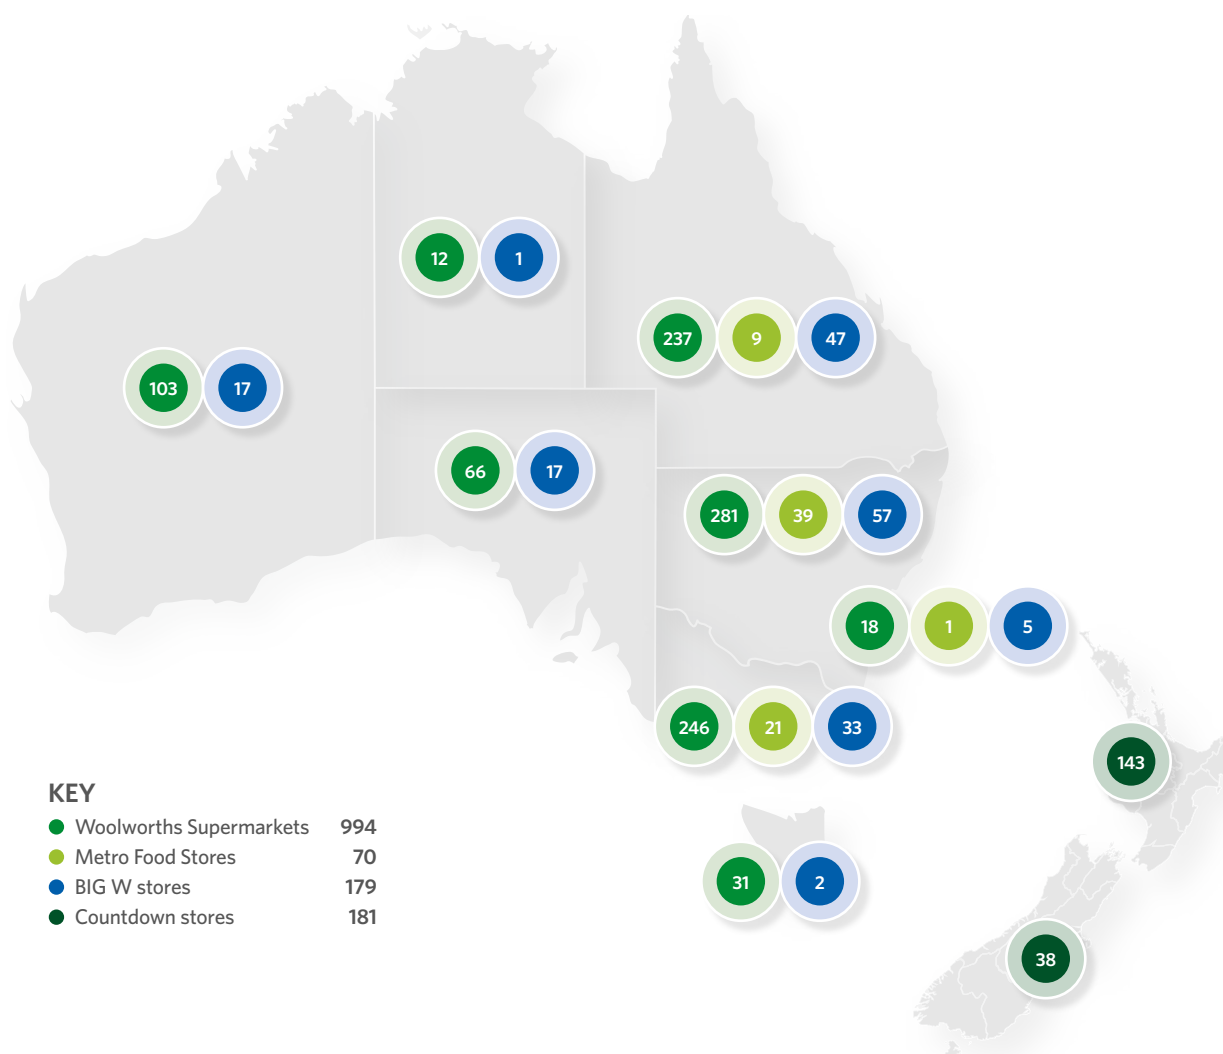 12 1
237 9 47
103 17
66 17
281 39 57
18 1 5
246 21 33
143
KEY
Woolworths Supermarkets 994
Metro Food Stores 70
BIG W stores 179
Countdown stores 181
31 2
38